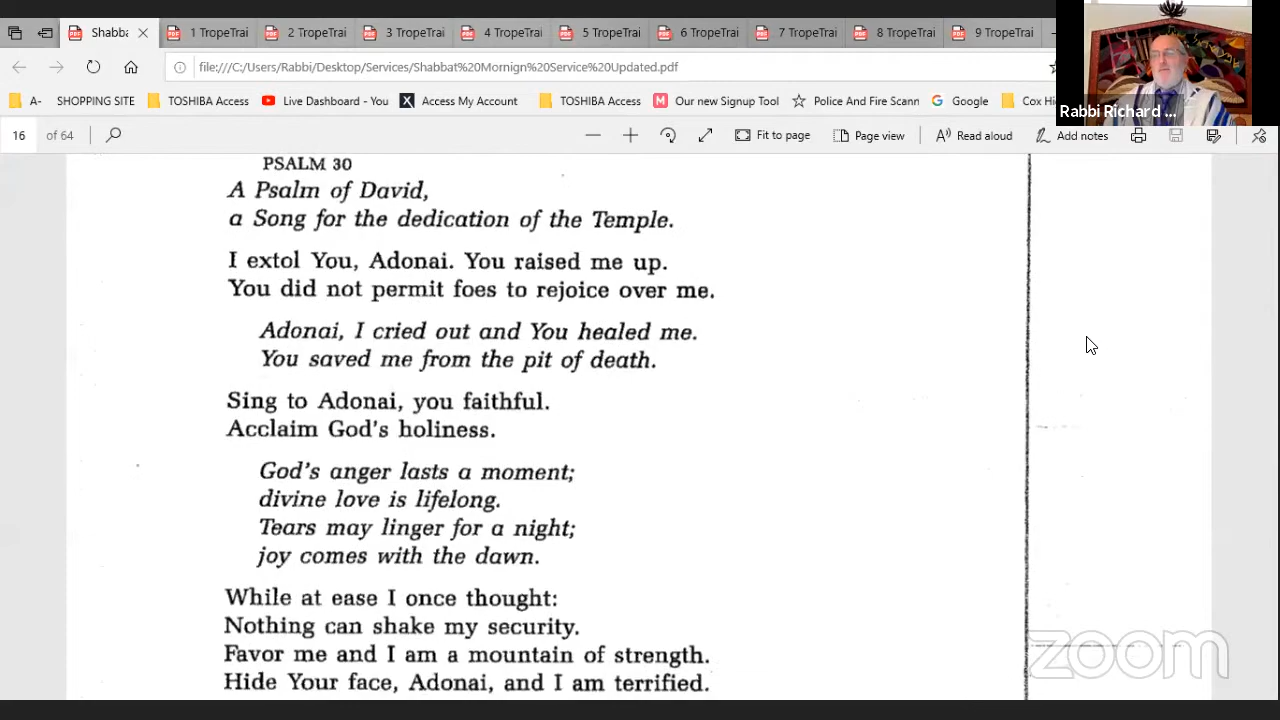 Shabba
1 TropeTrai
2 TropeTrai
3 TropeTrai
4 TropeTrai
5 TropeTrai
6 TropeTrai
7 TropeTrai
8 TropeTrai
9 TropeTrai
file:///C:/Users/Rabbi/Desktop/Services/Shabbat%20Mornign%20Service%20Updated.pdf
A- SHOPPING SITE
TOSHIBA Access
Live Dashboard - You
Access My Account
TOSHIBA Access
Our new Signup Tool
Police And Fire Scann
Google
Cox Hi
Rabbi Richard ...
16 of 64
Fit to page
Page view
Read aloud
Add notes
PSALM 30
A Psalm of David,
a Song for the dedication of the Temple.
I extol You, Adonai. You raised me up.
You did not permit foes to rejoice over me.
Adonai, I cried out and You healed me.
You saved me from the pit of death.
Sing to Adonai, you faithful.
Acclaim God's holiness.
God's anger lasts a moment;
divine love is lifelong.
Tears may linger for a night;
joy comes with the dawn.
While at ease I once thought:
Nothing can shake my security.
Favor me and I am a mountain of strength.
Hide Your face, Adonai, and I am terrified.
zoom